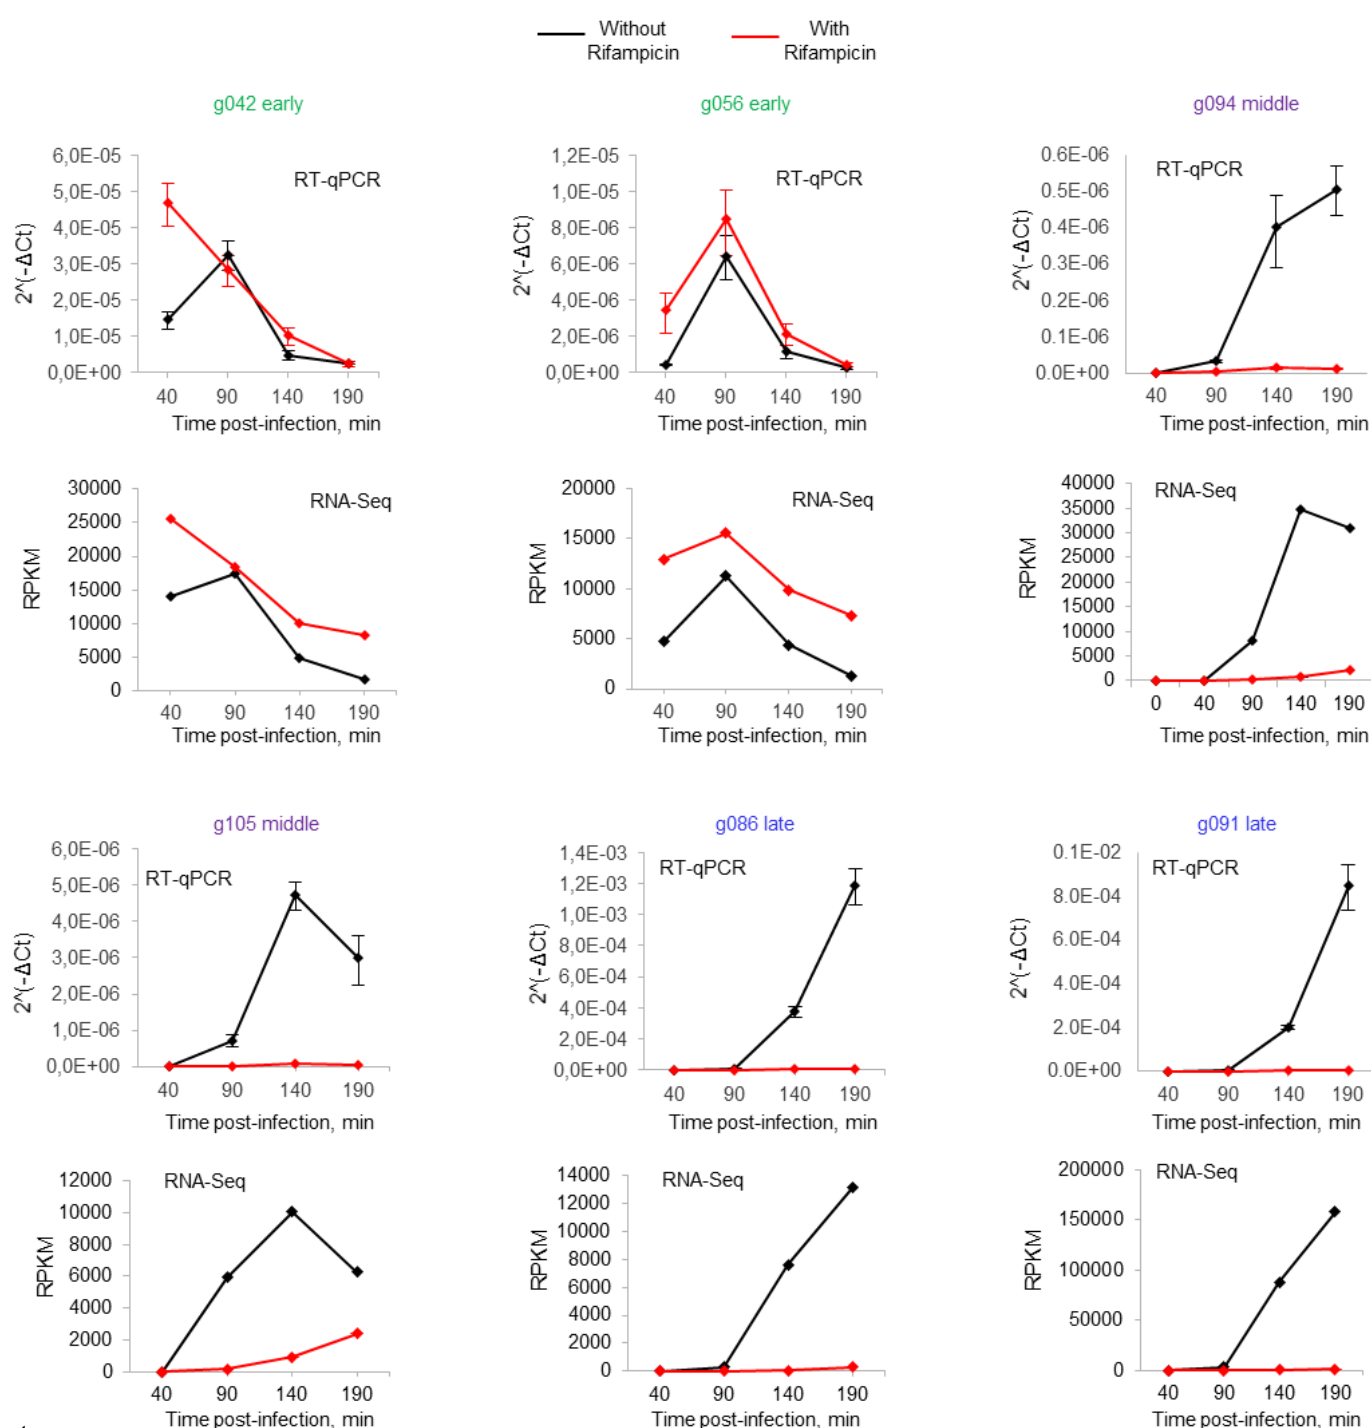 Without Rifampicin
With Rifampicin
g042 early
g056 early
g094 middle
6,0E-05
5,0E-05
4,0E-05
3,0E-05
2,0E-05
1,0E-05
0,0E+00
2^(-ΔCt)
RT-qPCR
40 90 140 190
Time post-infection, min
1,2E-05
1,0E-05
8,0E-06
6,0E-06
4,0E-06
2,0E-06
0,0E+00
2^(-ΔCt)
RT-qPCR
40 90 140 190
Time post-infection, min
0.6E-06
0.5E-06
0.4E-06
0.3E-06
0.2E-06
0.1E-06
0.0E+00
2^(-ΔCt)
RT-qPCR
40 90 140 190
Time post-infection, min
30000
25000
20000
15000
10000
5000
0
RPKM
RNA-Seq
40 90 140 190
Time post-infection, min
20000
15000
10000
5000
0
RPKM
RNA-Seq
40 90 140 190
Time post-infection, min
40000
35000
30000
25000
20000
15000
10000
5000
0
RPKM
RNA-Seq
0 40 90 140 190
Time post-infection, min
g105 middle
g086 late
g091 late
6,0E-06
5,0E-06
4,0E-06
3,0E-06
2,0E-06
1,0E-06
0,0E+00
2^(-ΔCt)
RT-qPCR
40 90 140 190
Time post-infection, min
1,4E-03
1,2E-03
1,0E-03
8,0E-04
6,0E-04
4,0E-04
2,0E-04
0,0E+00
2^(-ΔCt)
RT-qPCR
40 90 140 190
Time post-infection, min
0.1E-02
8.0E-04
6.0E-04
4.0E-04
2.0E-04
0.0E+00
2^(-ΔCt)
RT-qPCR
40 90 140 190
Time post-infection, min
12000
10000
8000
6000
4000
2000
0
RPKM
RNA-Seq
40 90 140 190
Time post-infection, min
14000
12000
10000
8000
6000
4000
2000
0
RPKM
RNA-Seq
40 90 140 190
Time post-infection, min
200000
150000
100000
50000
0
RPKM
RNA-Seq
40 90 140 190
Time post-infection, min